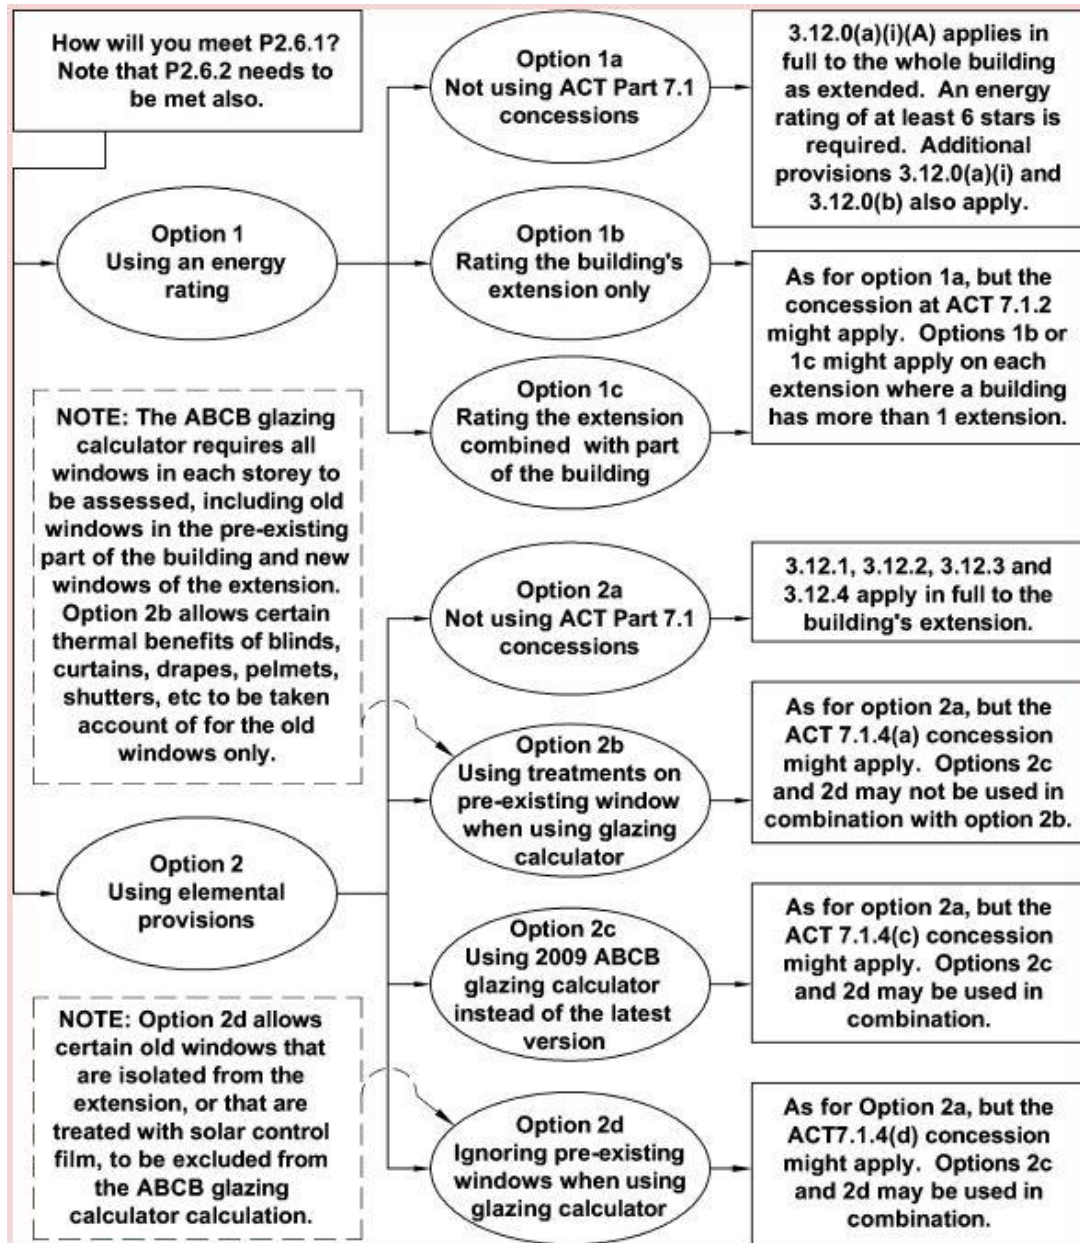 How will you meet P2.6.1?
Note that P2.6.2 needs to
be met also.
Option 1
Using an energy
rating
Option 1a
Not using ACT Part 7.1
concessions
3.12.0(a)(i)(A) applies in
full to the whole building
as extended. An energy
rating of at least 6 stars is
required. Additional
provisions 3.12.0(a)(i) and
3.12.0(b) also apply.
Option 1b
Rating the building's
extension only
Option 1c
Rating the extension
combined with part
of the building
As for option 1a, but the
concession at ACT 7.1.2
might apply. Options 1b or
1c might apply on each
extension where a building
has more than 1 extension.
NOTE: The ABCB glazing
calculator requires all
windows in each storey to
be assessed, including old
windows in the pre-existing
part of the building and new
windows of the extension.
Option 2b allows certain
thermal benefits of blinds,
curtains, drapes, pelmets,
shutters, etc to be taken
account of for the old
windows only.
Option 2
Using elemental
provisions
Option 2a
Not using ACT Part 7.1
concessions
3.12.1, 3.12.2, 3.12.3 and
3.12.4 apply in full to the
building's extension.
Option 2b
Using treatments on
pre-existing window
when using glazing
calculator
As for option 2a, but the
ACT 7.1.4(a) concession
might apply. Options 2c
and 2d may not be used in
combination with option 2b.
Option 2c
Using 2009 ABCB
glazing calculator
instead of the latest
version
As for option 2a, but the
ACT 7.1.4(c) concession
might apply. Options 2c
and 2d may be used in
combination.
NOTE: Option 2d allows
certain old windows that
are isolated from the
extension, or that are
treated with solar control
film, to be excluded from
the ABCB glazing
calculator calculation.
Option 2d
Ignoring pre-existing
windows when using
glazing calculator
As for Option 2a, but the
ACT7.1.4(d) concession
might apply. Options 2c
and 2d may be used in
combination.